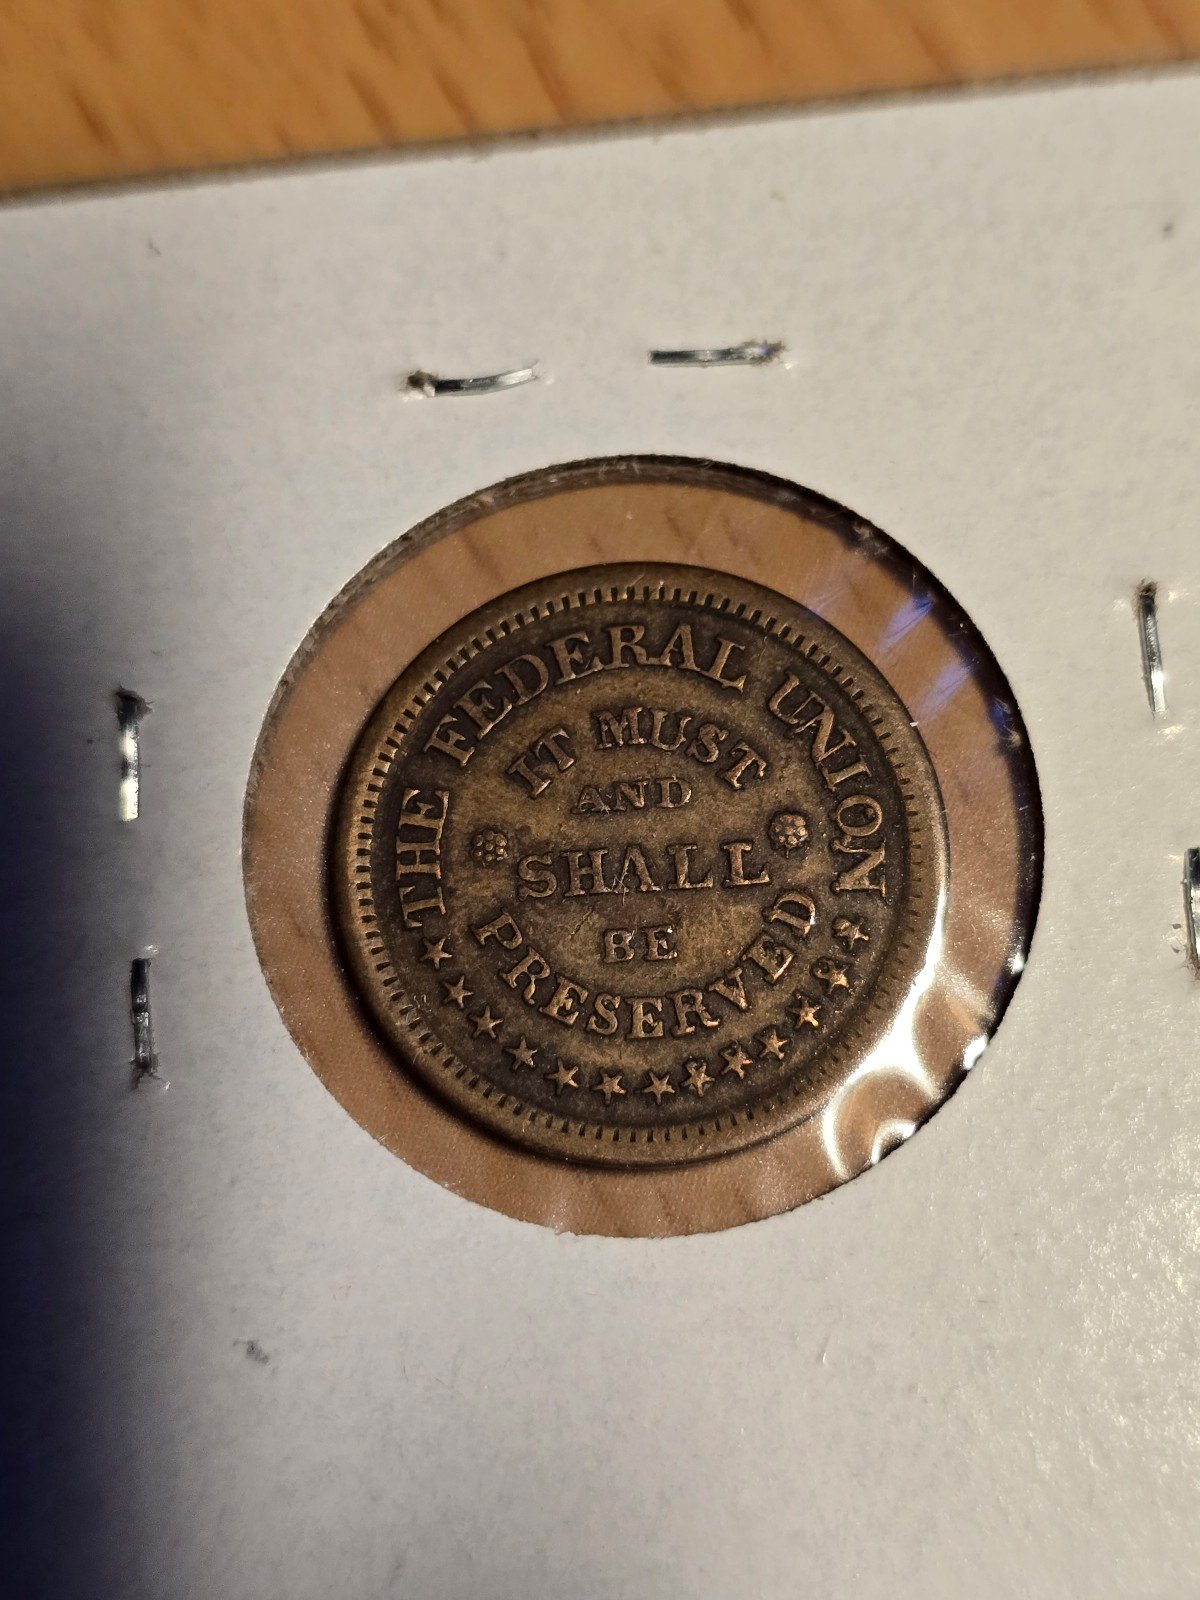 THE FEDERAL UNION
IT MUST
AND
SHALL
BE
PRESERVED